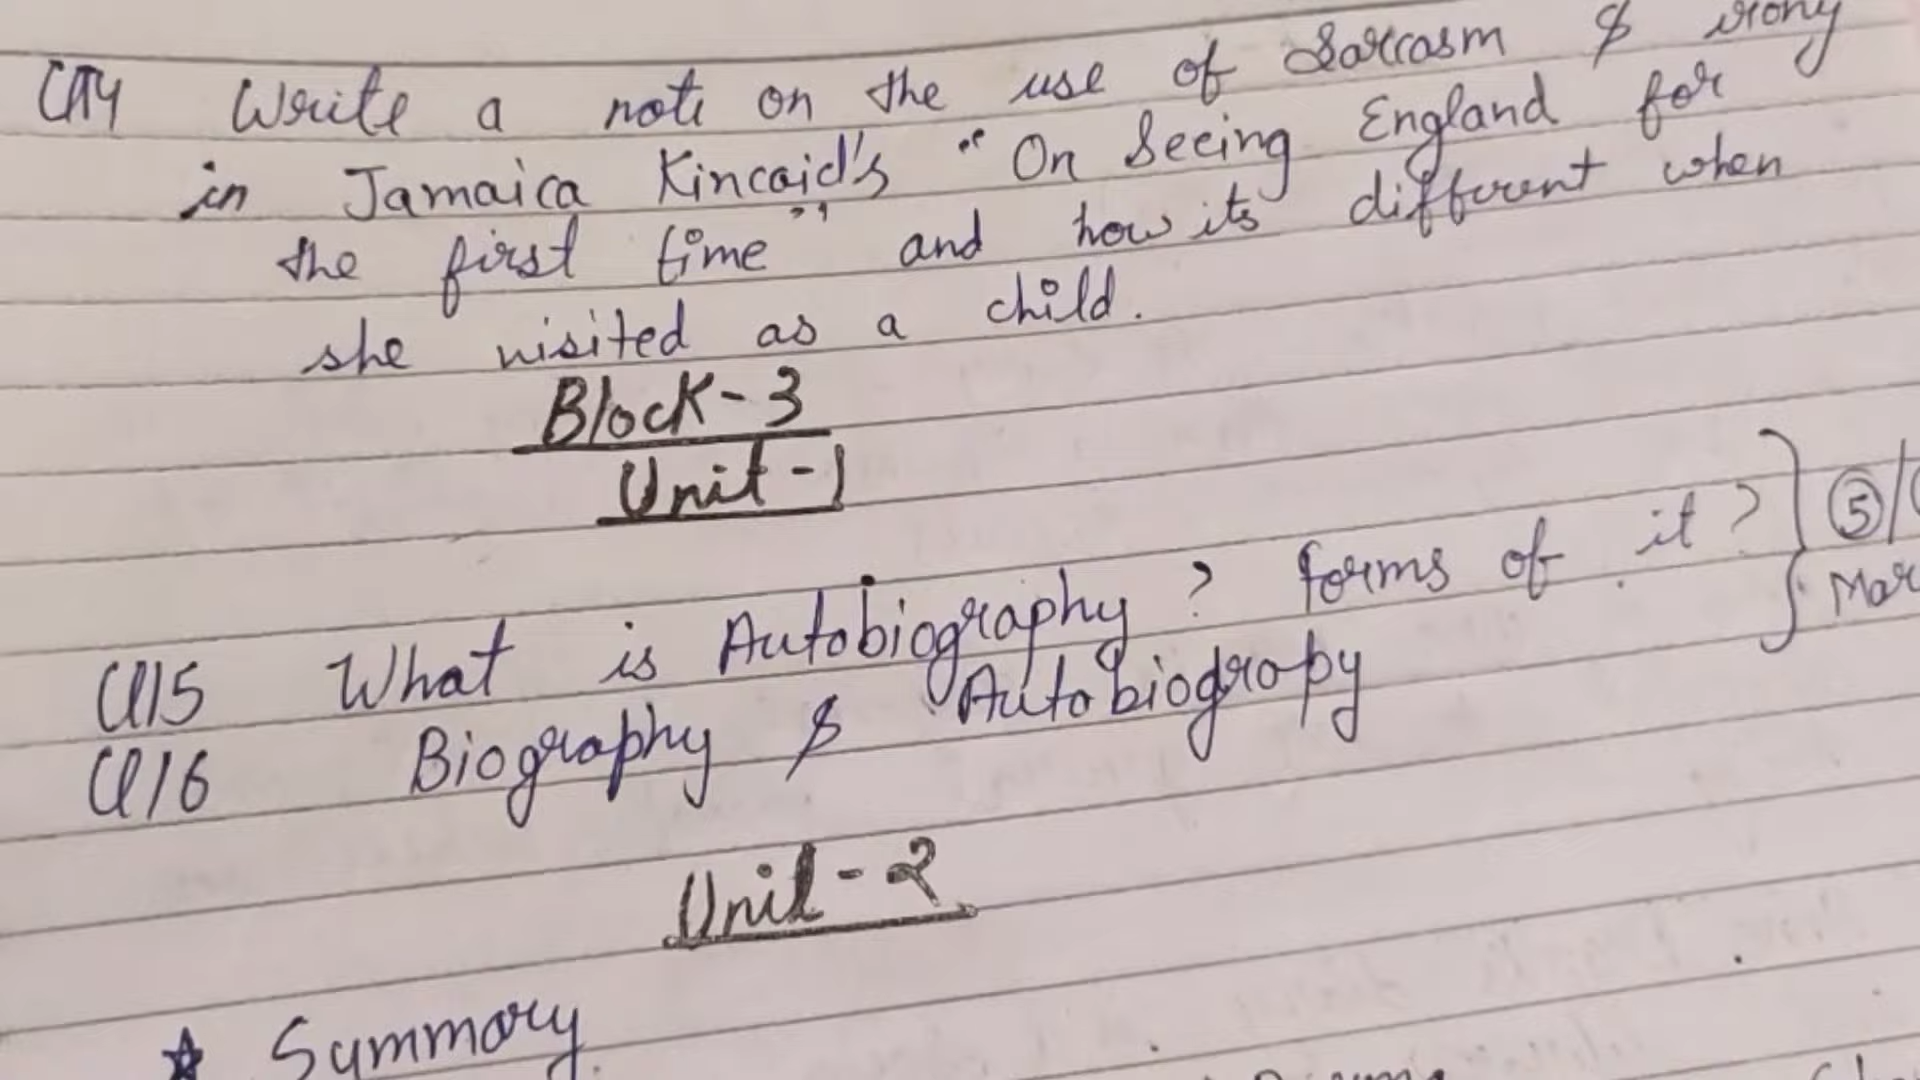 Q14 Write a note on the use of Sarcasm & irony
in Jamaica Kincaid's "On Seeing England for
the first time" and how its different when
she visited as a child.
Block-3
Unit-1
Q15 What is Autobiography? forms of it?
5/
Mar
Q16 Biography & Autobiograpy
Unit-2
☆ Summary